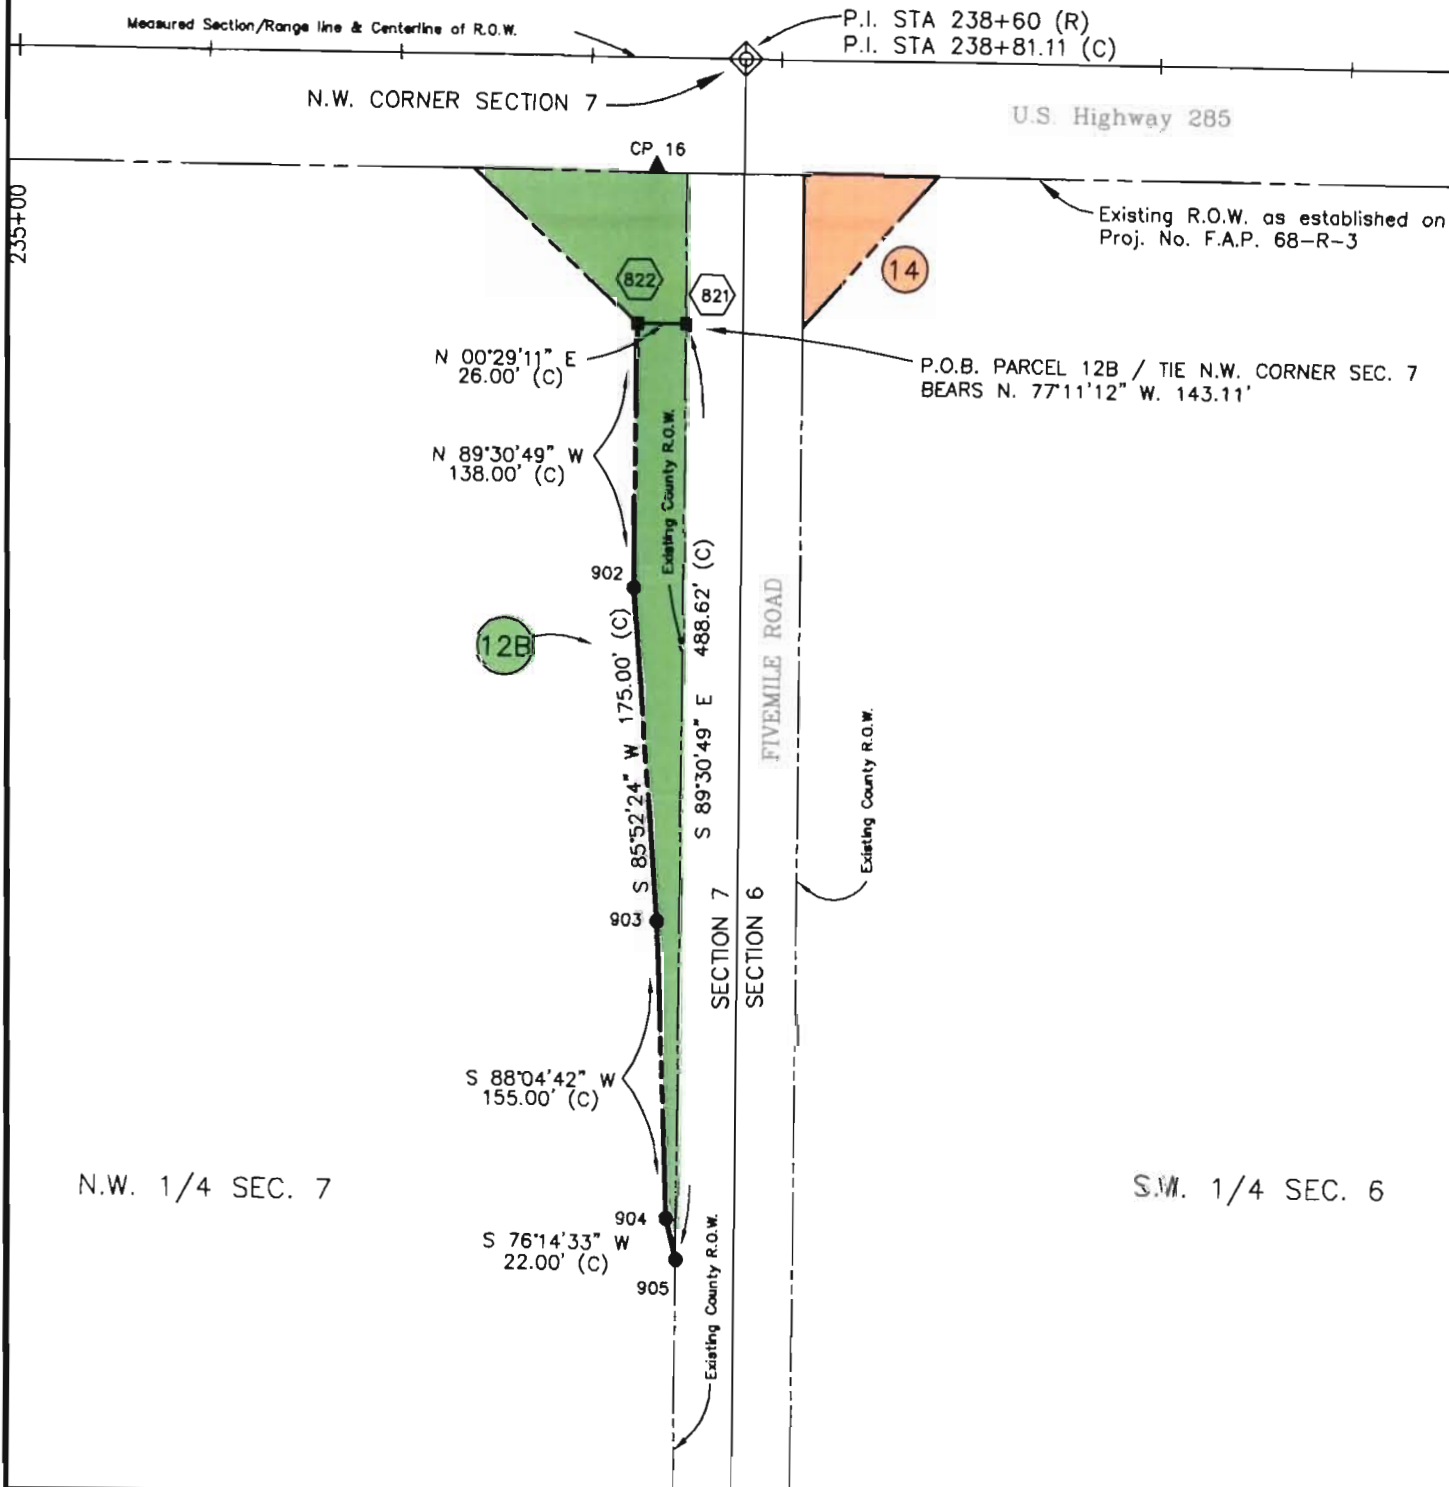 Measured Section/Range line & Centerline of R.O.W.
P.I. STA 238+60 (R)
P.I. STA 238+81.11 (C)
N.W. CORNER SECTION 7
U.S. Highway 285
CP 16
235+00
Existing R.O.W. as established on
Proj. No. F.A.P. 68-R-3
14
822
821
N 00°29'11" E
26.00' (C)
P.O.B. PARCEL 12B / TIE N.W. CORNER SEC. 7
BEARS N. 77°11'12" W. 143.11'
N 89°30'49" W
138.00' (C)
Existing County R.O.W.
902
12B
S 85°52'24" W 175.00' (C)
S 89°30'49" E 488.62' (C)
FIVEMILE ROAD
Existing County R.O.W.
903
SECTION 7
SECTION 6
S 88°04'42" W
155.00' (C)
N.W. 1/4 SEC. 7
S.W. 1/4 SEC. 6
904
S 76°14'33" W
22.00' (C)
905
Existing County R.O.W.